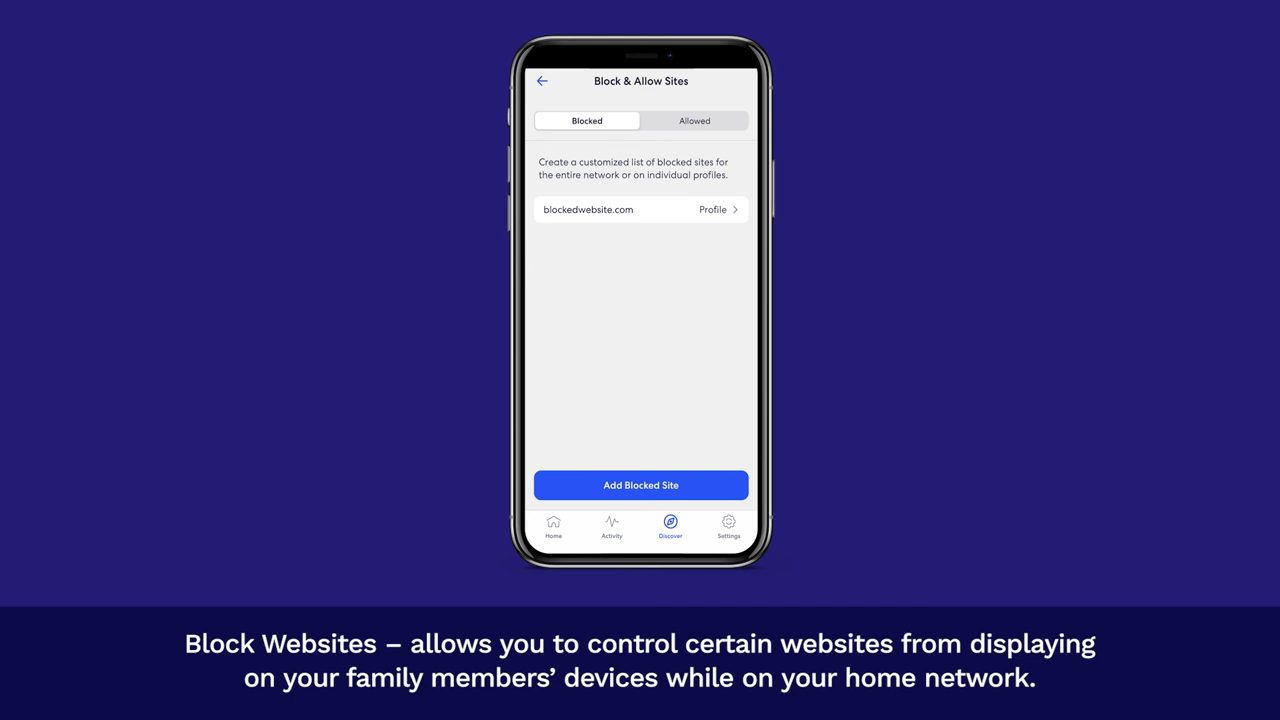 Block & Allow Sites
Blocked
Allowed
Create a customized list of blocked sites for
the entire network or on individual profiles.
blockedwebsite.com
Profile
Add Blocked Site
Home
Activity
Discover
Settings
Block Websites – allows you to control certain websites from displaying
on your family members’ devices while on your home network.